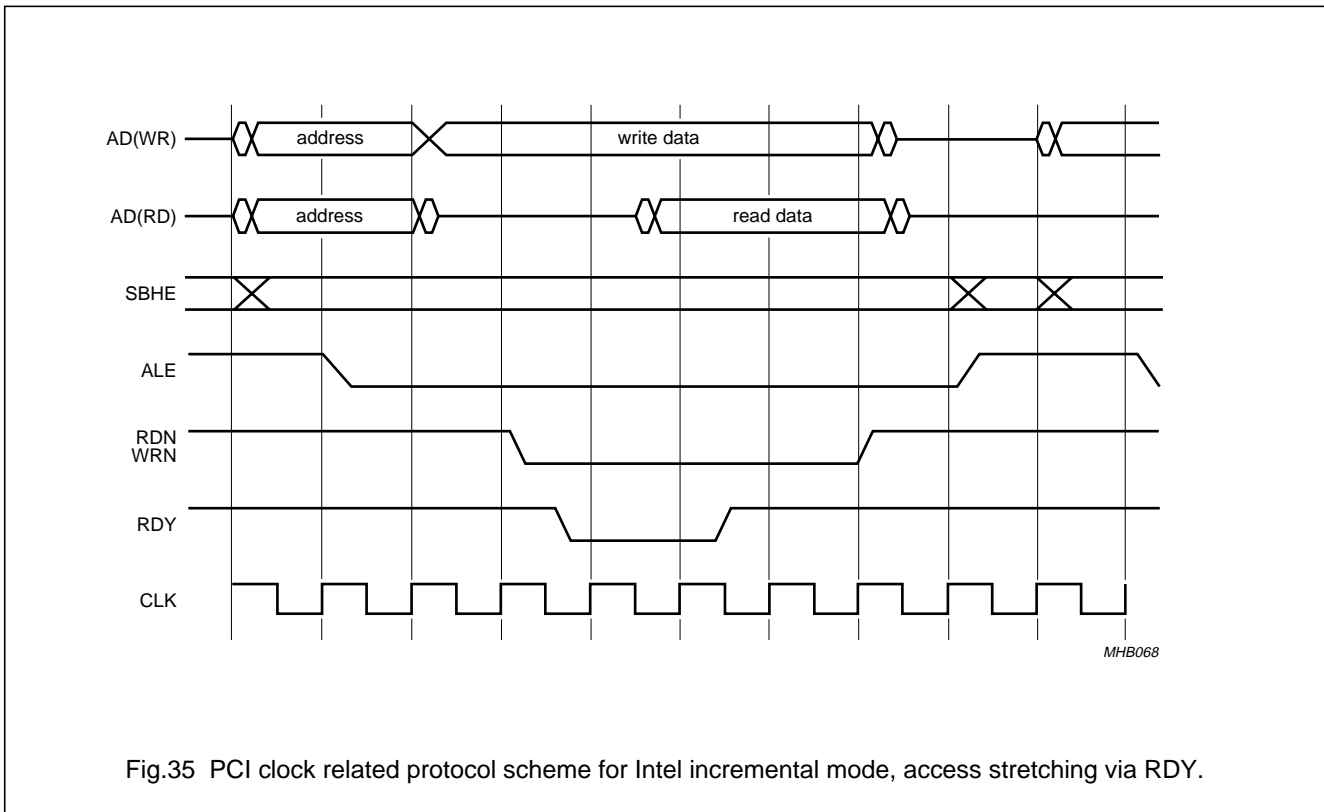 AD(WR) address write data
AD(RD) address read data
SBHE
ALE
RDN
WRN
RDY
CLK
MHB068
Fig.35 PCI clock related protocol scheme for Intel incremental mode, access stretching via RDY.